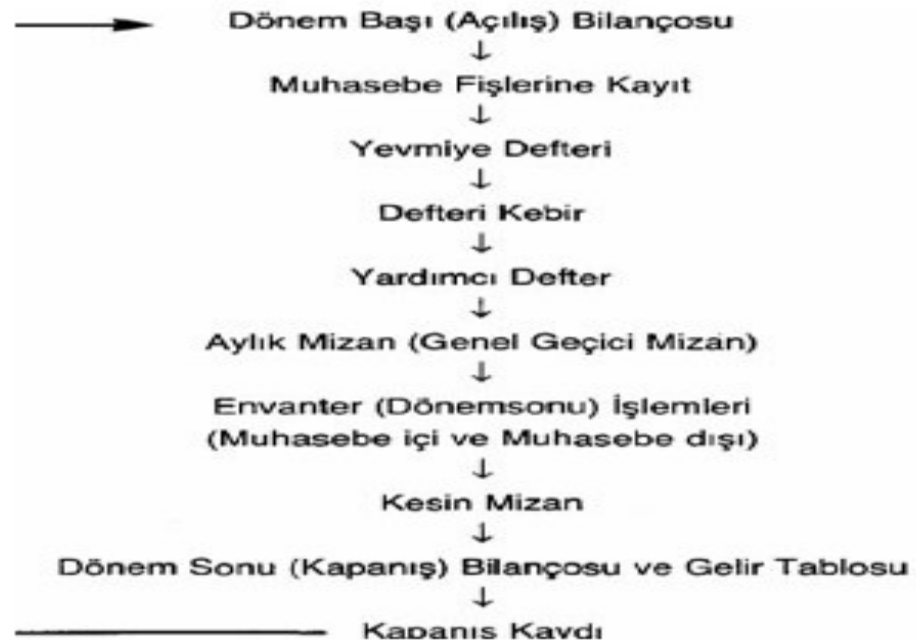 Dönem Başı (Açılış) Bilançosu
↓
Muhasebe Fişlerine Kayıt
↓
Yevmiye Defteri
↓
Defteri Kebir
↓
Yardımcı Defter
↓
Aylık Mizan (Genel Geçici Mizan)
↓
Envanter (Dönemsonu) İşlemleri
(Muhasebe içi ve Muhasebe dışı)
↓
Kesin Mizan
↓
Dönem Sonu (Kapanış) Bilançosu ve Gelir Tablosu
↓
Kapanış Kaydı